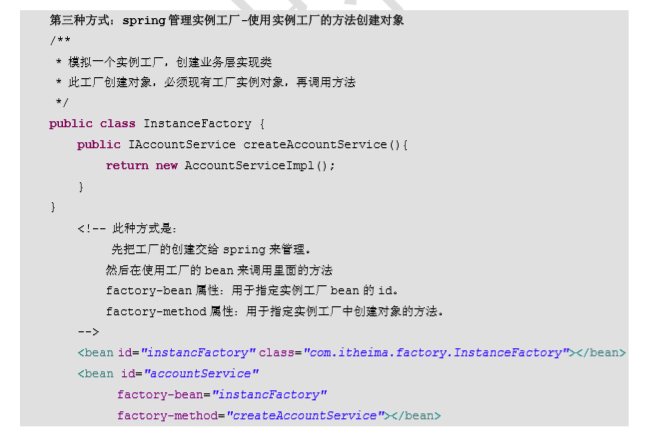 第三种方式：spring 管理实例工厂-使用实例工厂的方法创建对象
/**
 * 模拟一个实例工厂，创建业务层实现类
 * 此工厂创建对象，必须现有工厂实例对象，再调用方法
 */
public class InstanceFactory {
    public IAccountService createAccountService(){
        return new AccountServiceImpl();
    }
}
    <!-- 此种方式是:
         先把工厂的创建交给 spring 来管理。
        然后在使用工厂的 bean 来调用里面的方法
        factory-bean 属性：用于指定实例工厂 bean 的 id。
        factory-method 属性：用于指定实例工厂中创建对象的方法。
    -->
    <bean id="instancFactory" class="com.itheima.factory.InstanceFactory"></bean>
    <bean id="accountService"
          factory-bean="instancFactory"
          factory-method="createAccountService"></bean>